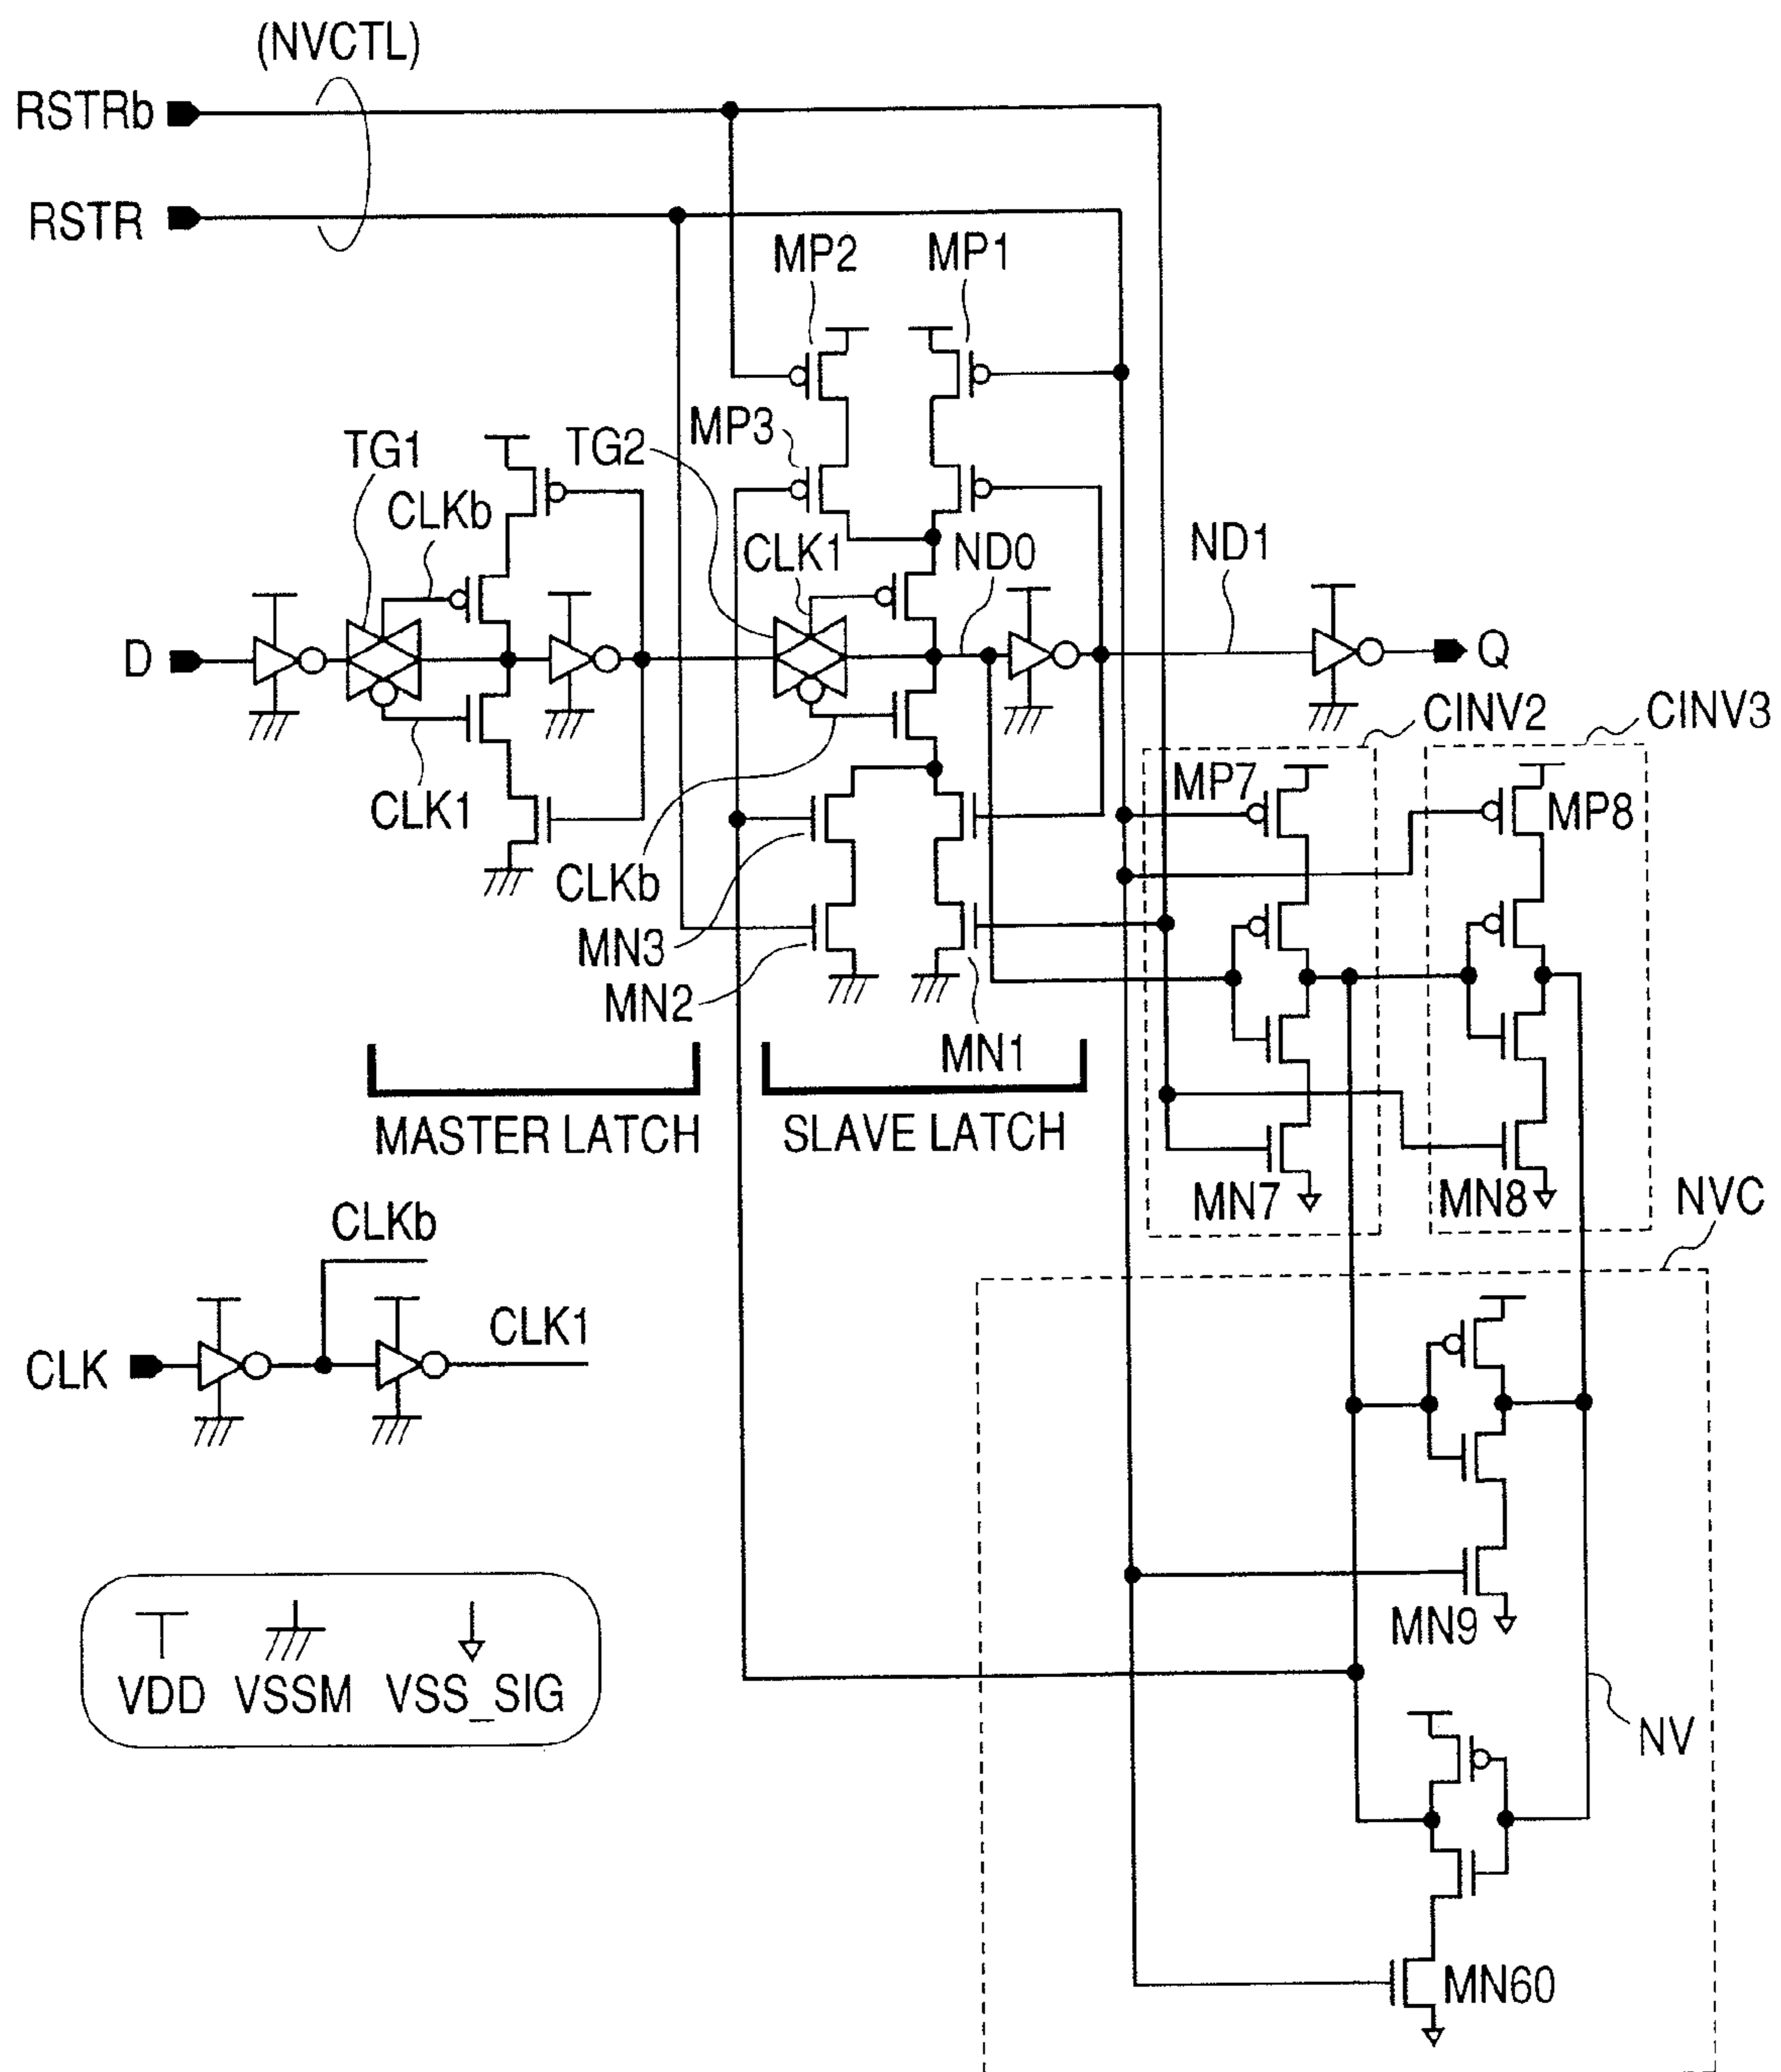 (NVCTL)
RSTRb
RSTR
MP2
MP1
MP3
TG2
TG1
CLKb
CLK1
ND0
ND1
D
Q
CINV2
CINV3
MP7
MP8
CLK1
CLKb
MN3
MN2
MN1
MASTER LATCH
SLAVE LATCH
MN7
MN8
NVC
CLKb
CLK
CLK1
MN9
VDD
VSSM
VSS_SIG
NV
MN60